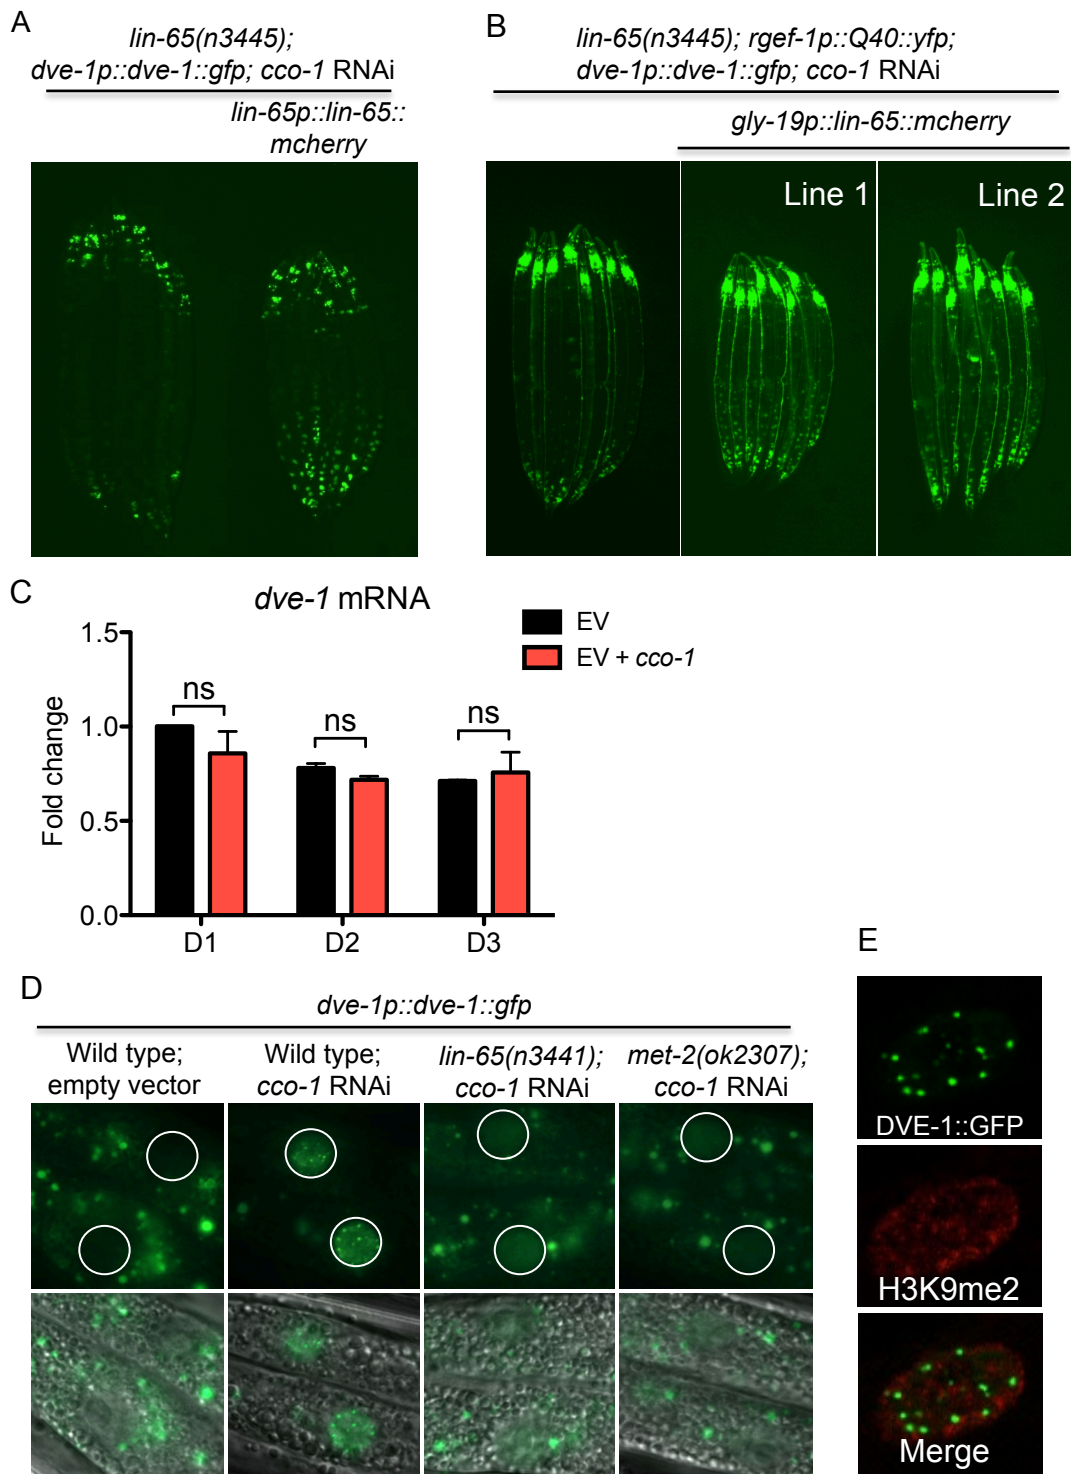 A
lin-65(n3445);
dve-1p::dve-1::gfp; cco-1 RNAi
lin-65p::lin-65::
mcherry
B
lin-65(n3445); rgef-1p::Q40::yfp;
dve-1p::dve-1::gfp; cco-1 RNAi
gly-19p::lin-65::mcherry
Line 1
Line 2
C
dve-1 mRNA
EV
EV + cco-1
Fold change
1.5
1.0
0.5
0.0
ns
ns
ns
D1
D2
D3
D
dve-1p::dve-1::gfp
Wild type;
empty vector
Wild type;
cco-1 RNAi
lin-65(n3441);
cco-1 RNAi
met-2(ok2307);
cco-1 RNAi
E
DVE-1::GFP
H3K9me2
Merge